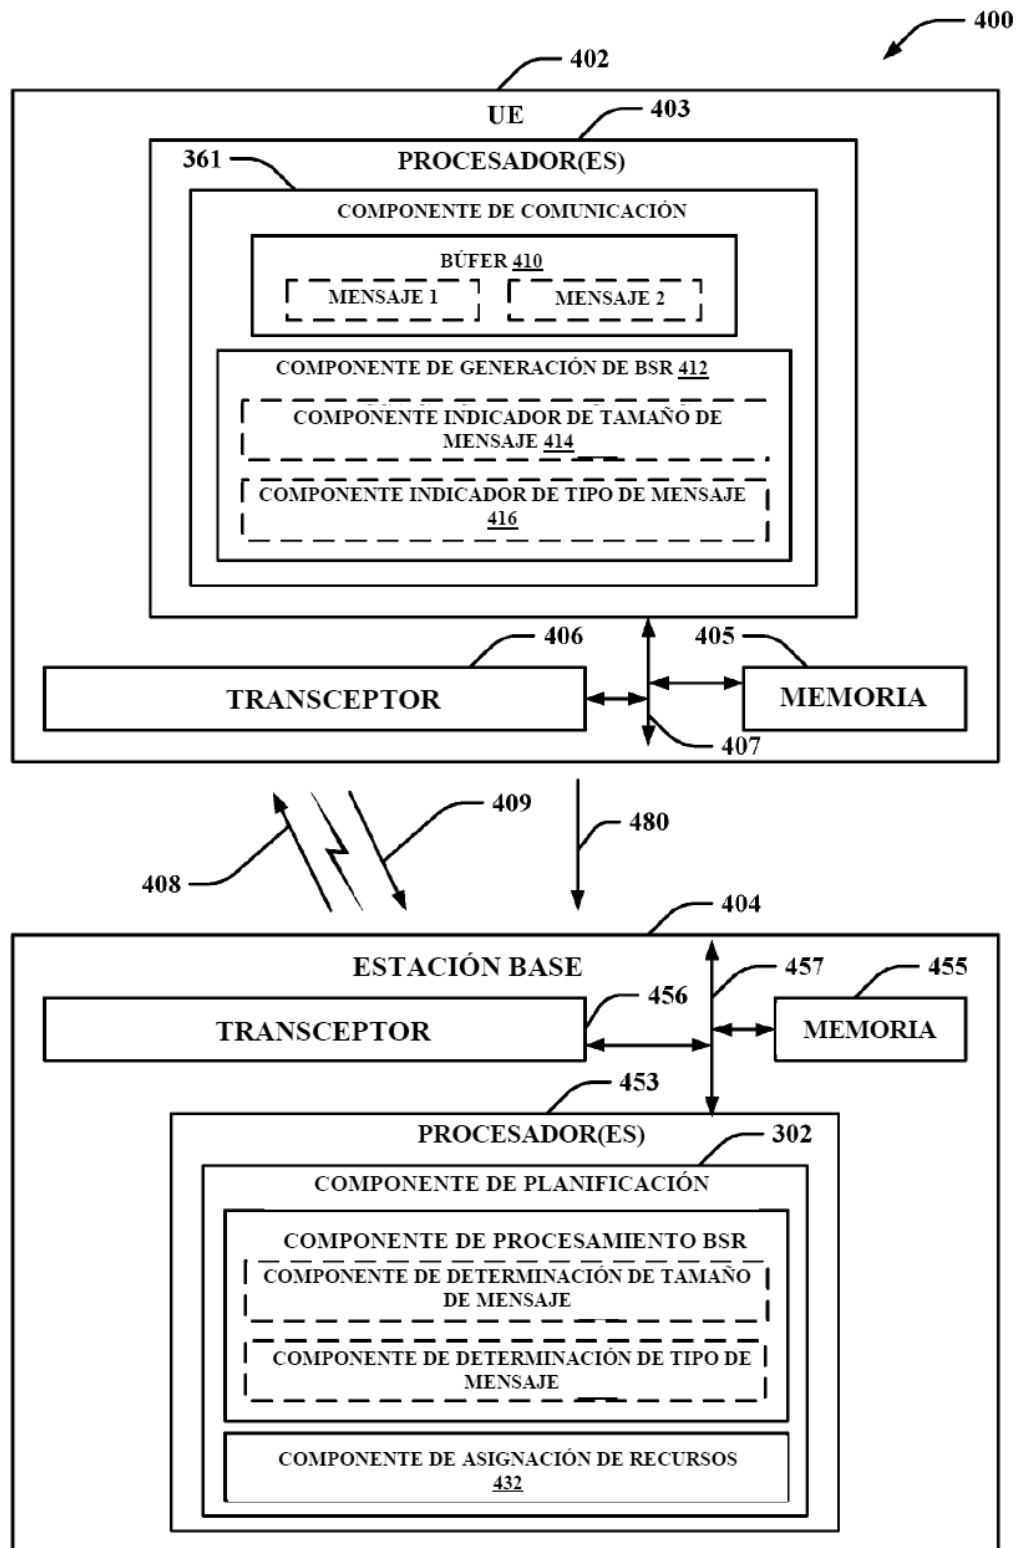 400
402
UE
403
361
PROCESADOR(ES)
COMPONENTE DE COMUNICACIÓN
BÚFER 410
MENSAJE 1
MENSAJE 2
COMPONENTE DE GENERACIÓN DE BSR 412
COMPONENTE INDICADOR DE TAMAÑO DE
MENSAJE 414
COMPONENTE INDICADOR DE TIPO DE MENSAJE
416
406
405
TRANSCEPTOR
MEMORIA
407
409
480
408
404
ESTACIÓN BASE
457
455
456
TRANSCEPTOR
MEMORIA
453
PROCESADOR(ES)
302
COMPONENTE DE PLANIFICACIÓN
COMPONENTE DE PROCESAMIENTO BSR
COMPONENTE DE DETERMINACIÓN DE TAMAÑO
DE MENSAJE
COMPONENTE DE DETERMINACIÓN DE TIPO DE
MENSAJE
COMPONENTE DE ASIGNACIÓN DE RECURSOS
432